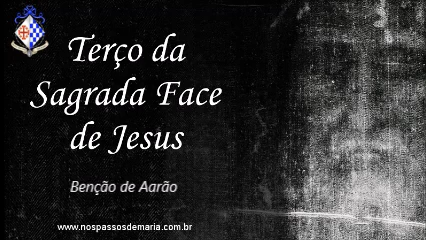 Terço da
Sagrada Face
de Jesus
Benção de Aarão
www.nospassosdemaria.com.br